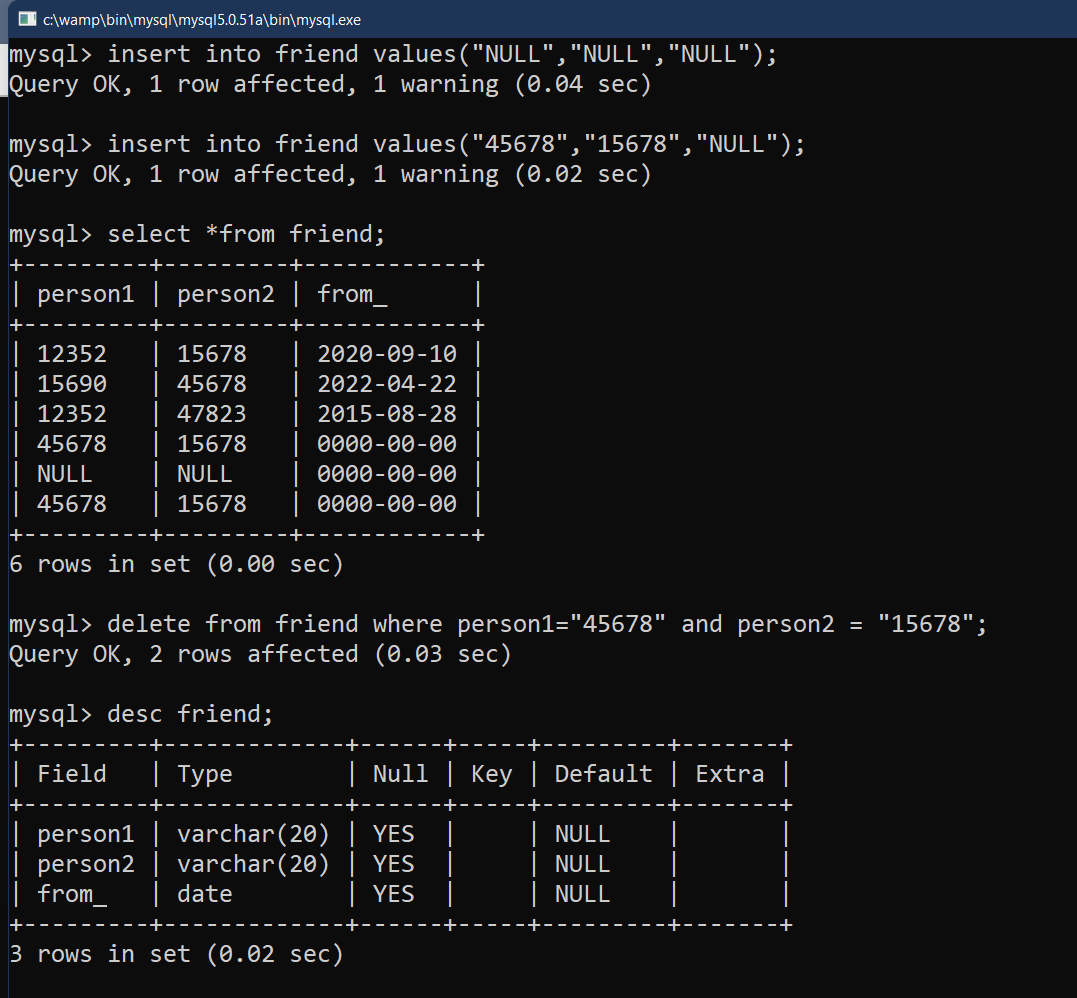 c:\wamp\bin\mysql\mysql5.0.51a\bin\mysql.exe
mysql> insert into friend values("NULL","NULL","NULL");
Query OK, 1 row affected, 1 warning (0.04 sec)
mysql> insert into friend values("45678","15678","NULL");
Query OK, 1 row affected, 1 warning (0.02 sec)
mysql> select *from friend;
+---------+---------+------------+
| person1 | person2 | from_      |
+---------+---------+------------+
| 12352   | 15678   | 2020-09-10 |
| 15690   | 45678   | 2022-04-22 |
| 12352   | 47823   | 2015-08-28 |
| 45678   | 15678   | 0000-00-00 |
| NULL    | NULL    | 0000-00-00 |
| 45678   | 15678   | 0000-00-00 |
+---------+---------+------------+
6 rows in set (0.00 sec)
mysql> delete from friend where person1="45678" and person2 = "15678";
Query OK, 2 rows affected (0.03 sec)
mysql> desc friend;
+---------+-------------+------+-----+---------+-------+
| Field   | Type        | Null | Key | Default | Extra |
+---------+-------------+------+-----+---------+-------+
| person1 | varchar(20) | YES  |     | NULL    |       |
| person2 | varchar(20) | YES  |     | NULL    |       |
| from_   | date        | YES  |     | NULL    |       |
+---------+-------------+------+-----+---------+-------+
3 rows in set (0.02 sec)